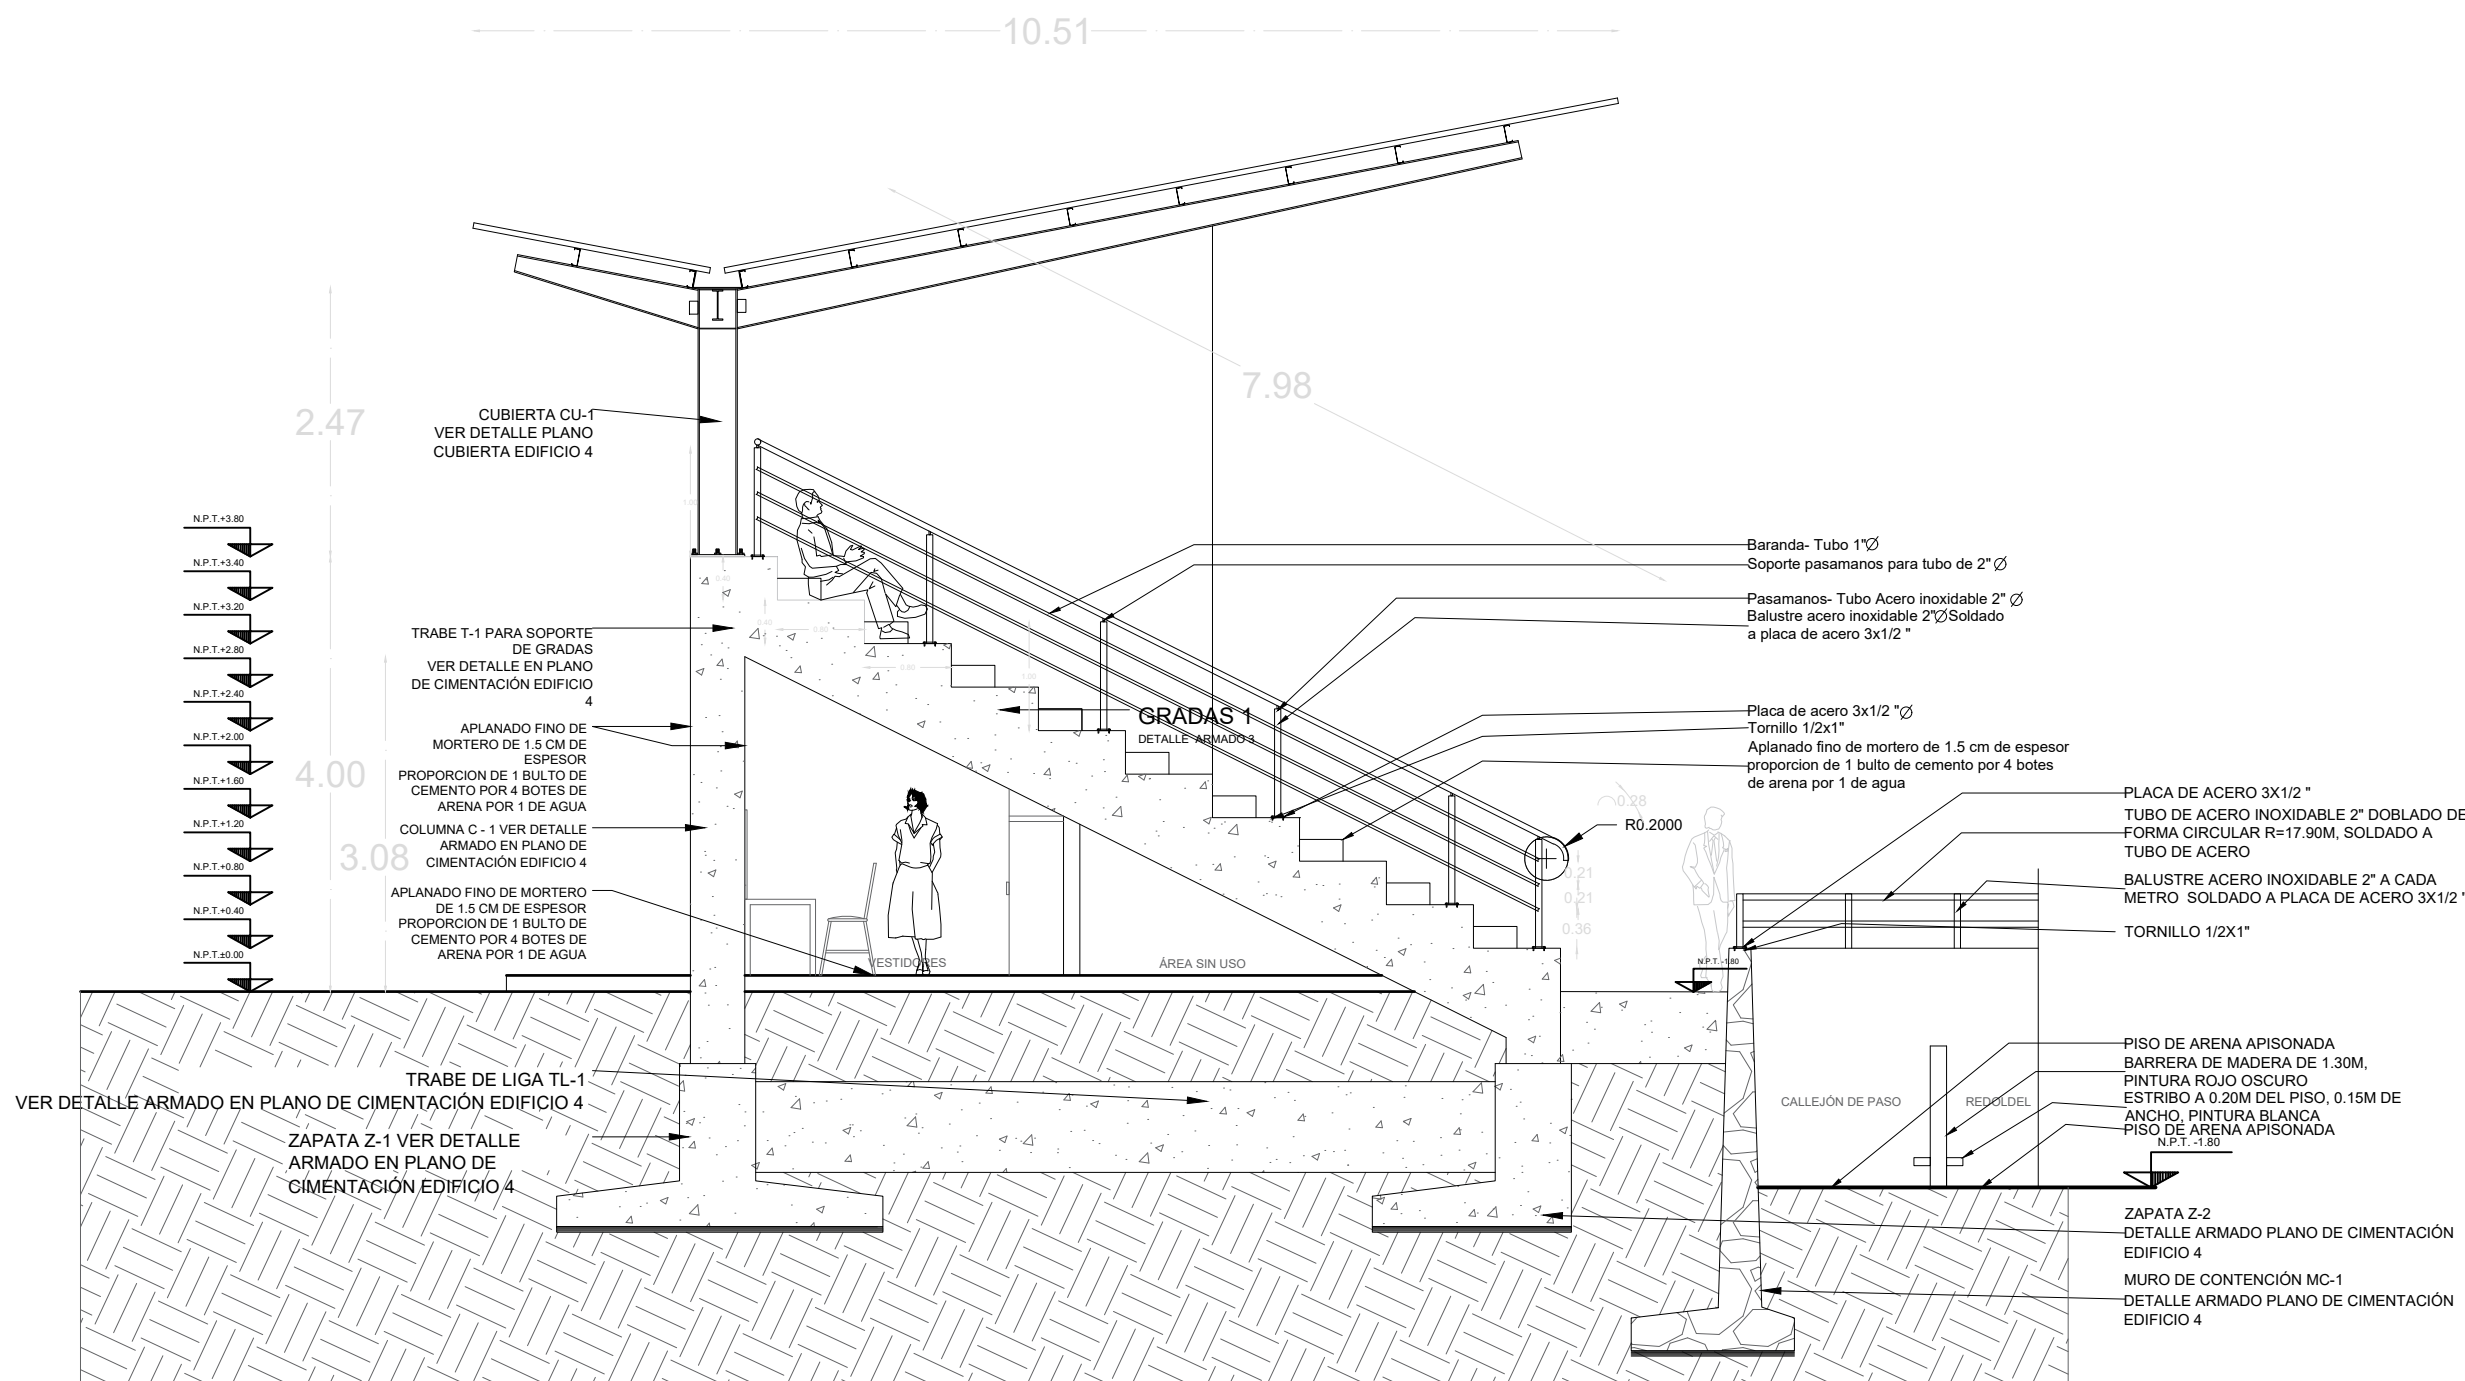 10.51
7.98
2.47
4.00
3.08
CUBIERTA CU-1
VER DETALLE PLANO
CUBIERTA EDIFICIO 4
N.P.T.+3.80
N.P.T.+3.40
N.P.T.+3.20
N.P.T.+2.80
N.P.T.+2.40
N.P.T.+2.00
N.P.T.+1.60
N.P.T.+1.20
N.P.T.+0.80
N.P.T.+0.40
N.P.T.±0.00
TRABE T-1 PARA SOPORTE
DE GRADAS
VER DETALLE EN PLANO
DE CIMENTACIÓN EDIFICIO
4
APLANADO FINO DE
MORTERO DE 1.5 CM DE
ESPESOR
PROPORCION DE 1 BULTO DE
CEMENTO POR 4 BOTES DE
ARENA POR 1 DE AGUA
COLUMNA C - 1 VER DETALLE
ARMADO EN PLANO DE
CIMENTACIÓN EDIFICIO 4
APLANADO FINO DE MORTERO
DE 1.5 CM DE ESPESOR
PROPORCION DE 1 BULTO DE
CEMENTO POR 4 BOTES DE
ARENA POR 1 DE AGUA
TRABE DE LIGA TL-1
VER DETALLE ARMADO EN PLANO DE CIMENTACIÓN EDIFICIO 4
ZAPATA Z-1 VER DETALLE
ARMADO EN PLANO DE
CIMENTACIÓN EDIFICIO 4
1.00
0.40
0.40
0.80
0.80
1.00
GRADAS 1
DETALLE ARMADO 3
VESTIDORES
ÁREA SIN USO
Baranda- Tubo 1"Ø
Soporte pasamanos para tubo de 2" Ø
Pasamanos- Tubo Acero inoxidable 2" Ø
Balustre acero inoxidable 2"Ø Soldado
a placa de acero 3x1/2 "
Placa de acero 3x1/2 "Ø
Tornillo 1/2x1"
Aplanado fino de mortero de 1.5 cm de espesor
proporcion de 1 bulto de cemento por 4 botes
de arena por 1 de agua
0.28
R0.2000
0.21
0.21
0.36
N.P.T. -1.80
PLACA DE ACERO 3X1/2 "
TUBO DE ACERO INOXIDABLE 2" DOBLADO DE
FORMA CIRCULAR R=17.90M, SOLDADO A
TUBO DE ACERO
BALUSTRE ACERO INOXIDABLE 2" A CADA
METRO SOLDADO A PLACA DE ACERO 3X1/2 "
TORNILLO 1/2X1"
PISO DE ARENA APISONADA
BARRERA DE MADERA DE 1.30M,
PINTURA ROJO OSCURO
ESTRIBO A 0.20M DEL PISO, 0.15M DE
ANCHO, PINTURA BLANCA
PISO DE ARENA APISONADA
N.P.T. -1.80
CALLEJÓN DE PASO
REDOLDEL
ZAPATA Z-2
DETALLE ARMADO PLANO DE CIMENTACIÓN
EDIFICIO 4
MURO DE CONTENCIÓN MC-1
DETALLE ARMADO PLANO DE CIMENTACIÓN
EDIFICIO 4